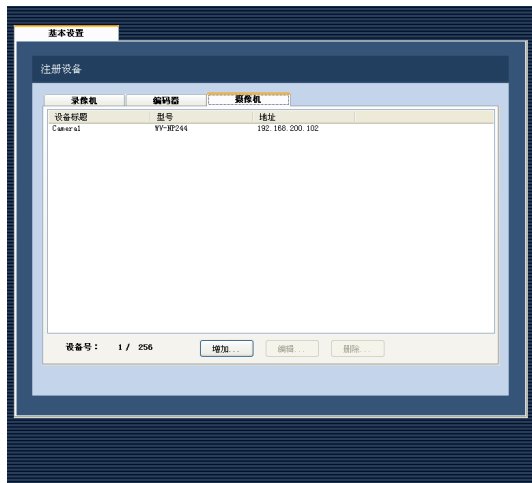 基本设置
注册设备
录像机 编码器 摄像机
设备标题 型号 地址
Camera1 WV-NP244 192.168.200.102
设备号： 1 / 256 增加... 编辑... 删除...